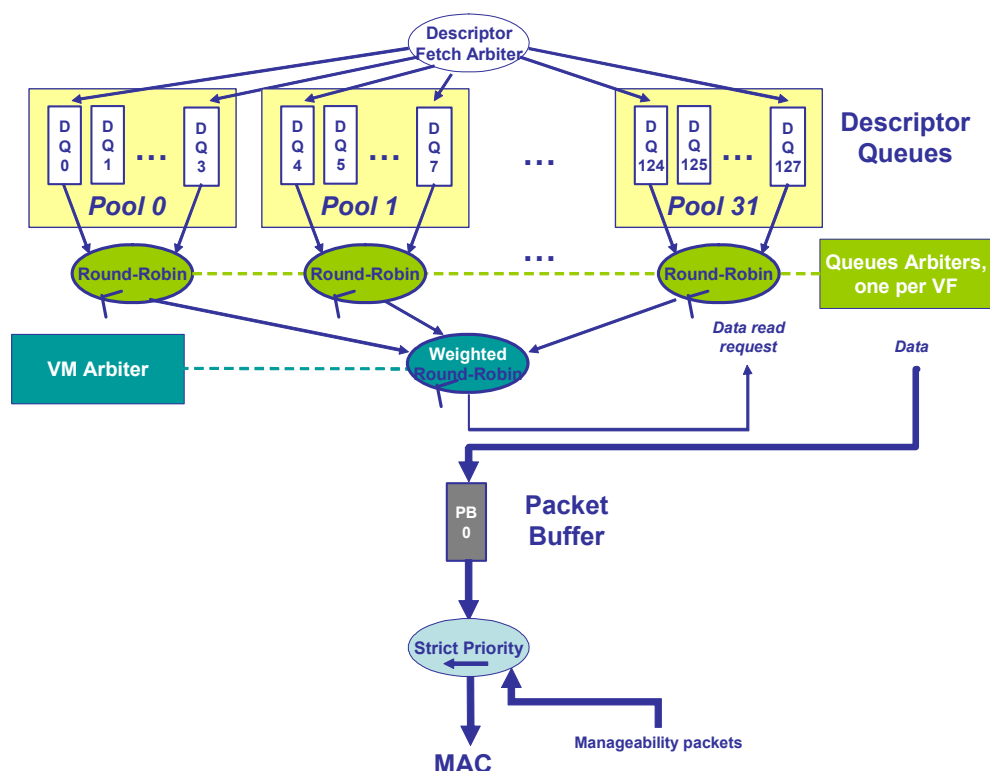 Descriptor
Fetch Arbiter
D
Q
0
D
Q
1
...
D
Q
3
Pool 0
D
Q
4
D
Q
5
...
D
Q
7
Pool 1
...
D
Q
124
D
Q
125
...
D
Q
127
Pool 31
Descriptor
Queues
Round-Robin
Round-Robin
...
Round-Robin
Queues Arbiters,
one per VF
VM Arbiter
Weighted
Round-Robin
Data read
request
Data
PB
0
Packet
Buffer
Strict Priority
Manageability packets
MAC